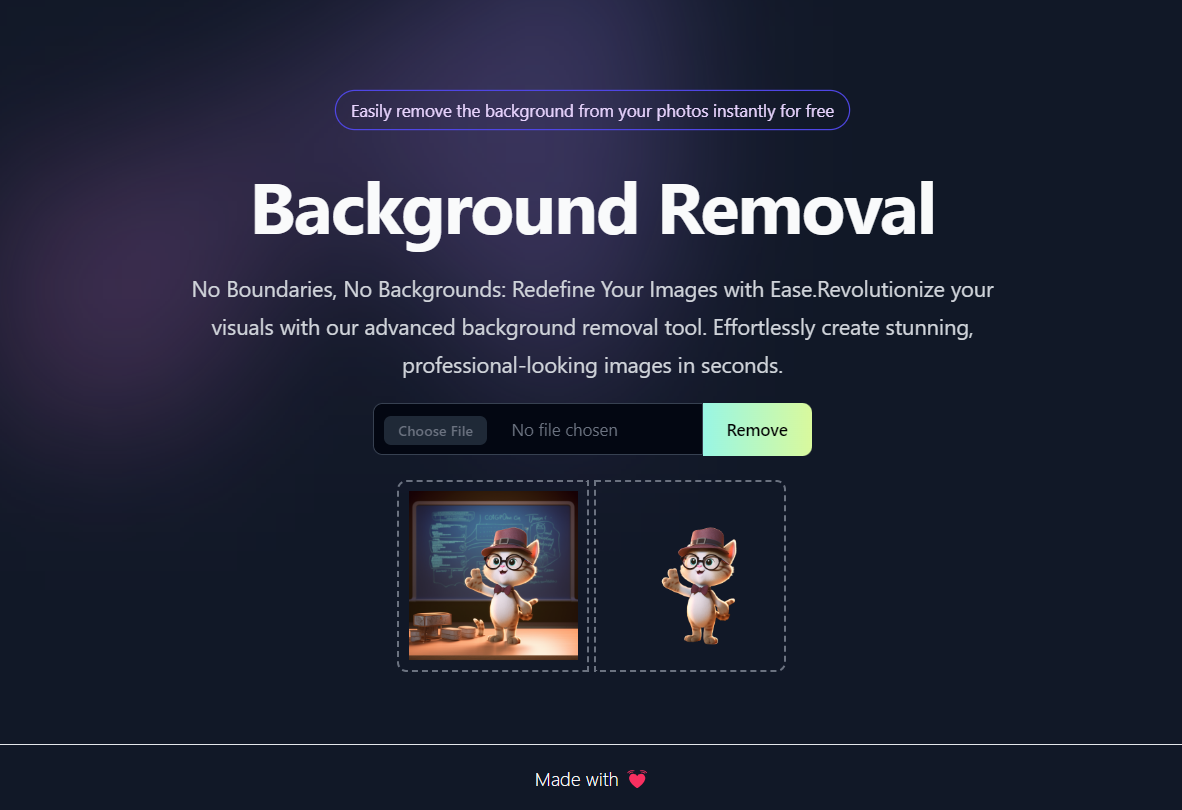 Easily remove the background from your photos instantly for free
Background Removal
No Boundaries, No Backgrounds: Redefine Your Images with Ease.Revolutionize your
visuals with our advanced background removal tool. Effortlessly create stunning,
professional-looking images in seconds.
Choose File No file chosen Remove
Made with